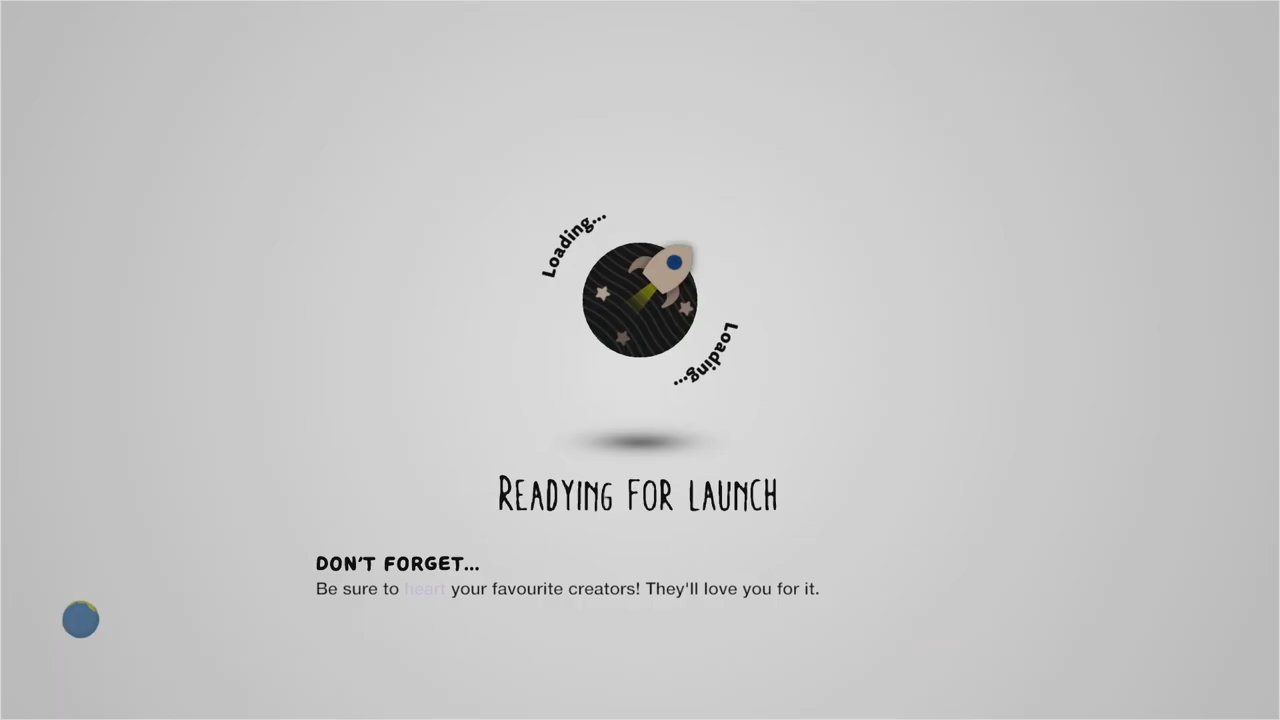 Loading...
Loading...
READYING FOR LAUNCH
DON'T FORGET...
Be sure to heart your favourite creators! They'll love you for it.